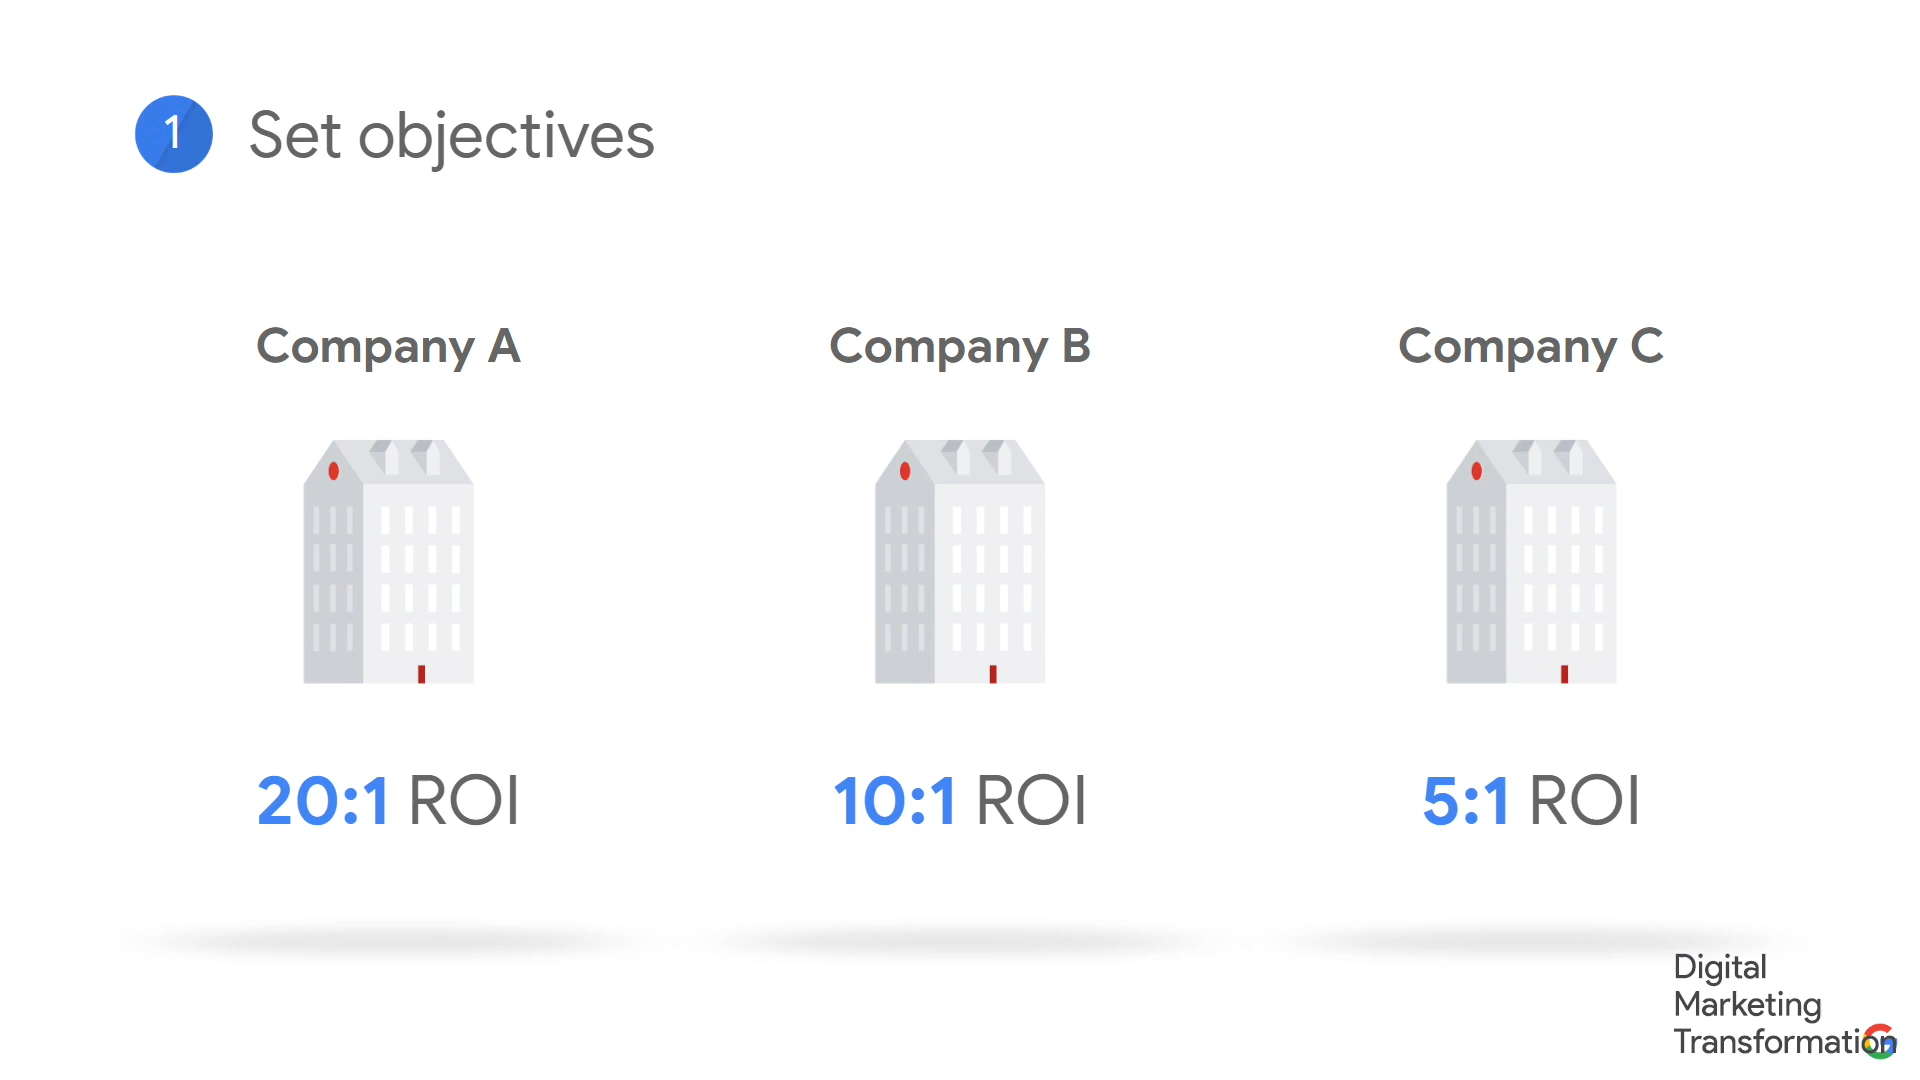 1 Set objectives
Company A
Company B
Company C
20:1 ROI
10:1 ROI
5:1 ROI
Digital
Marketing
Transformation